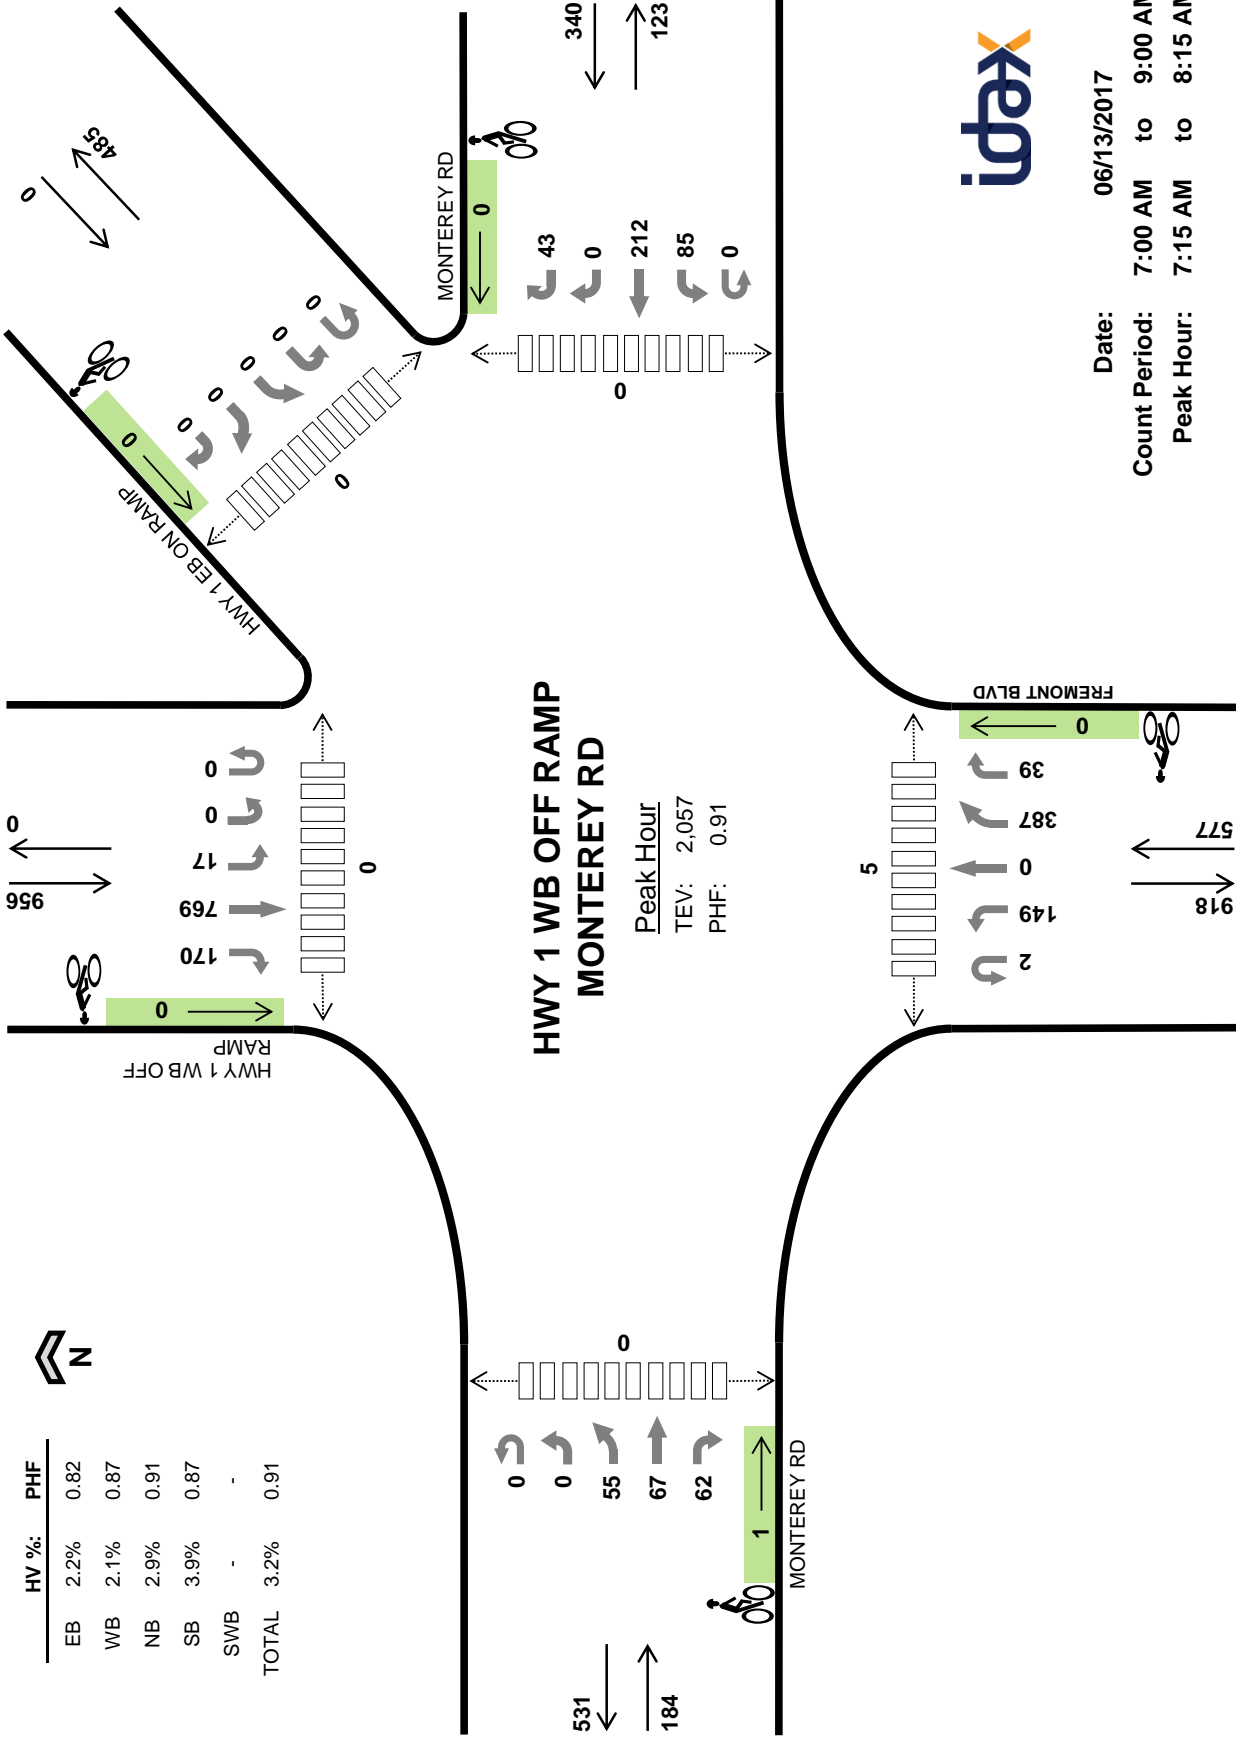 HV %: PHF
EB 2.2% 0.82
WB 2.1% 0.87
NB 2.9% 0.91
SB 3.9% 0.87
SWB - -
TOTAL 3.2% 0.91
N
HWY 1 WB OFF
RAMP
0
956
0
170
769
17
0
0
0
HWY 1 EB ON RAMP
0
0
485
0
0
0
0
0
0
MONTEREY RD
0
340
123
43
0
212
85
0
0
HWY 1 WB OFF RAMP
MONTEREY RD
Peak Hour
TEV: 2,057
PHF: 0.91
531
184
0
0
55
67
62
0
1
MONTEREY RD
5
2
149
0
387
39
0
918
577
FREMONT BLVD
idax
Date: 06/13/2017
Count Period: 7:00 AM to 9:00 AM
Peak Hour: 7:15 AM to 8:15 AM